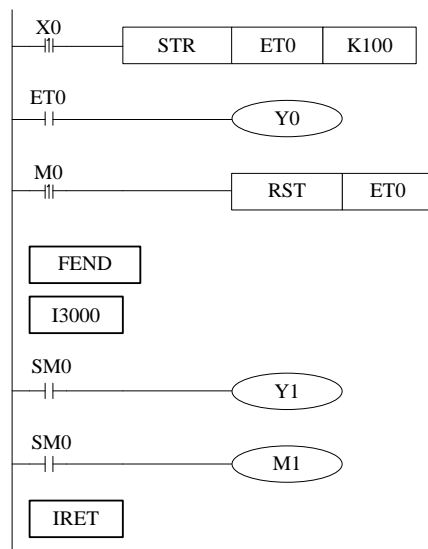 X0
STR ET0 K100
ET0
Y0
M0
RST ET0
FEND
I3000
SM0
Y1
SM0
M1
IRET